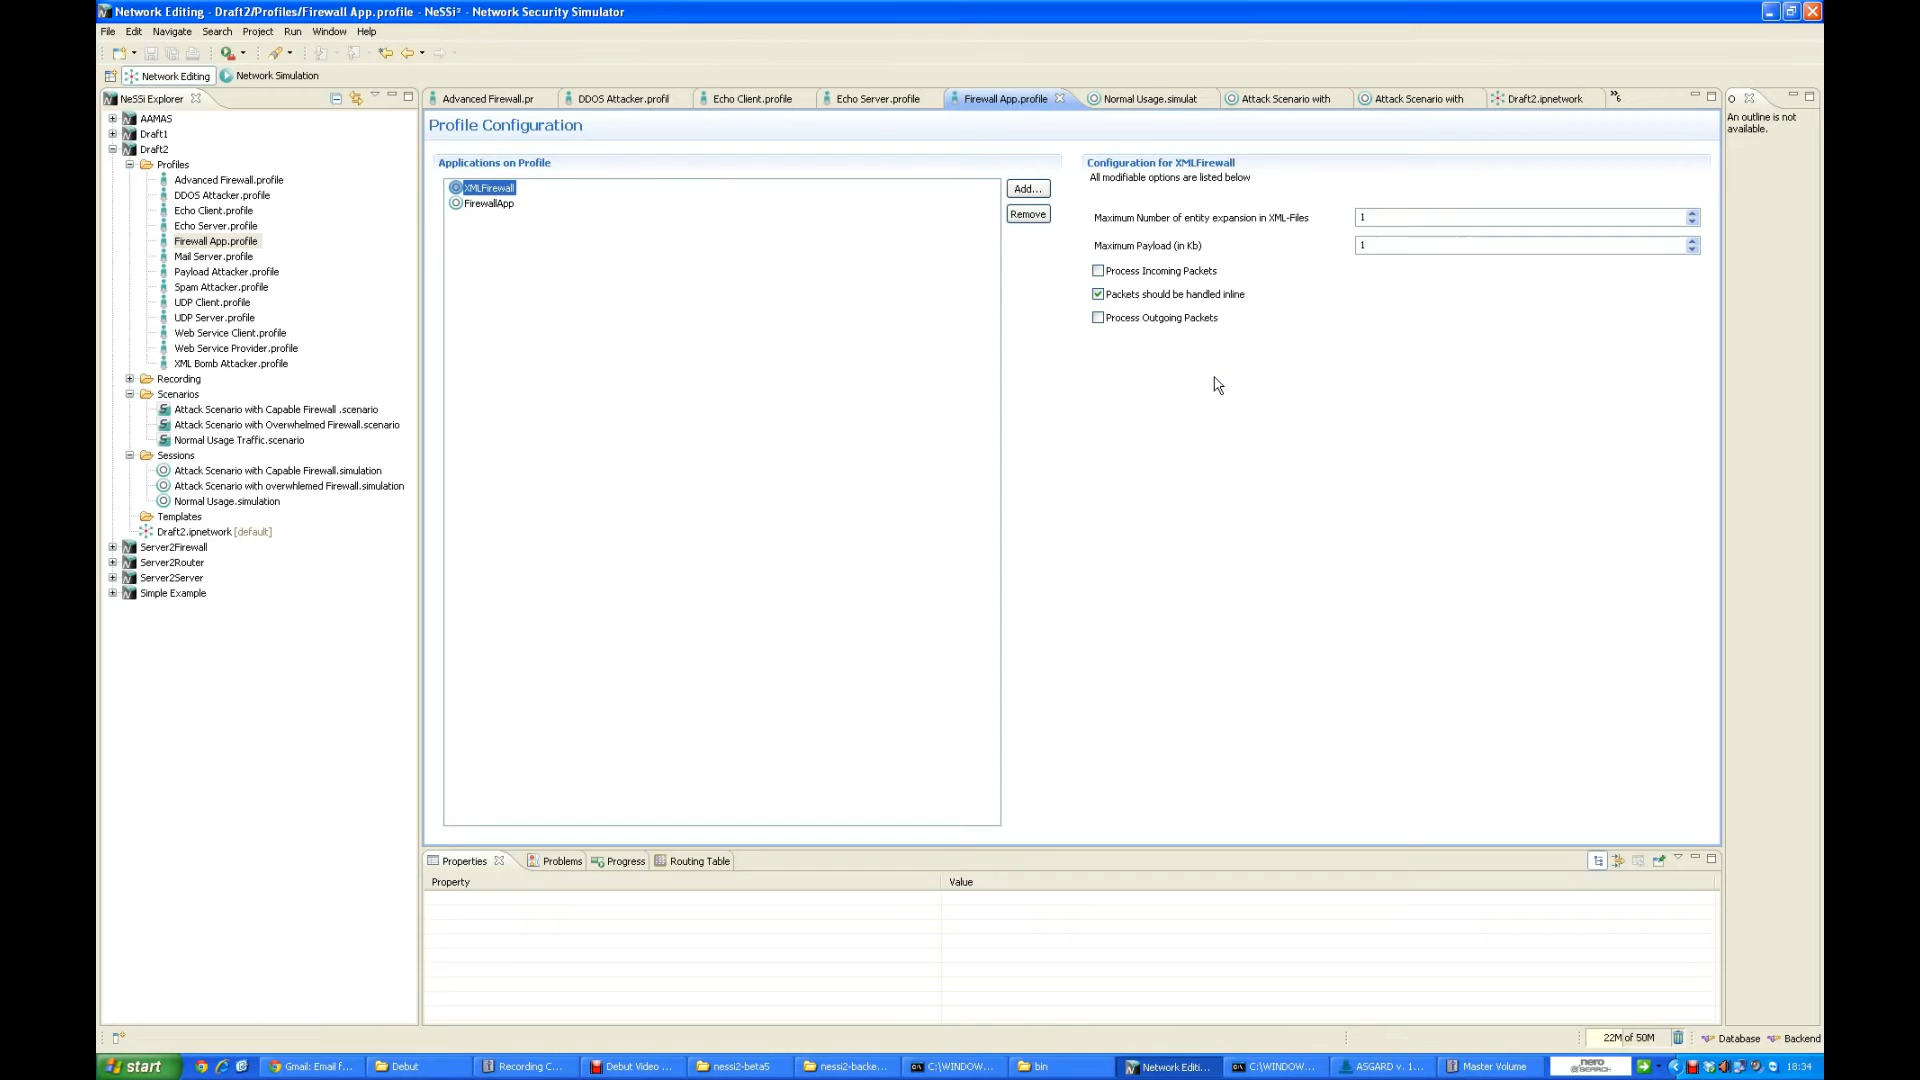 Network Editing - Draft2/Profiles/Firewall App.profile - NeSSi² - Network Security Simulator
File Edit Navigate Search Project Run Window Help
Network Editing Network Simulation
NeSSi Explorer
AAMAS
Draft1
Draft2
Profiles
Advanced Firewall.profile
DDOS Attacker.profile
Echo Client.profile
Echo Server.profile
Firewall App.profile
Mail Server.profile
Payload Attacker.profile
Spam Attacker.profile
UDP Client.profile
UDP Server.profile
Web Service Client.profile
Web Service Provider.profile
XML Bomb Attacker.profile
Recording
Scenarios
Attack Scenario with Capable Firewall .scenario
Attack Scenario with Overwhelmed Firewall.scenario
Normal Usage Traffic.scenario
Sessions
Attack Scenario with Capable Firewall.simulation
Attack Scenario with overwhlemed Firewall.simulation
Normal Usage.simulation
Templates
Draft2.ipnetwork [default]
Server2Firewall
Server2Router
Server2Server
Simple Example
Advanced Firewall.pr DDOS Attacker.profil Echo Client.profile Echo Server.profile Firewall App.profile Normal Usage.simulat Attack Scenario with Attack Scenario with Draft2.ipnetwork »6
Profile Configuration
Applications on Profile
XMLFirewall
FirewallApp
Add...
Remove
Configuration for XMLFirewall
All modifiable options are listed below
Maximum Number of entity expansion in XML-Files 1
Maximum Payload (in Kb) 1
Process Incoming Packets
Packets should be handled inline
Process Outgoing Packets
An outline is not
available.
Properties Problems Progress Routing Table
Property Value
22M of 50M Database Backend
start Gmail: Email f... Debut Recording C... Debut Video ... nessi2-beta5 nessi2-backe... C:\WINDOW... bin Network Editi... C:\WINDOW... ASGARD v. 1... Master Volume nero SEARCH 18:34